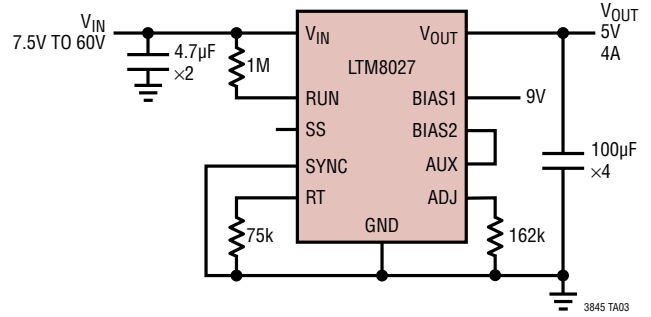 VIN
7.5V TO 60V
4.7µF
×2
1M
VIN
RUN
SS
SYNC
RT
LTM8027
VOUT
BIAS1
BIAS2
AUX
ADJ
GND
9V
VOUT
5V
4A
100µF
×4
75k
162k
3845 TA03